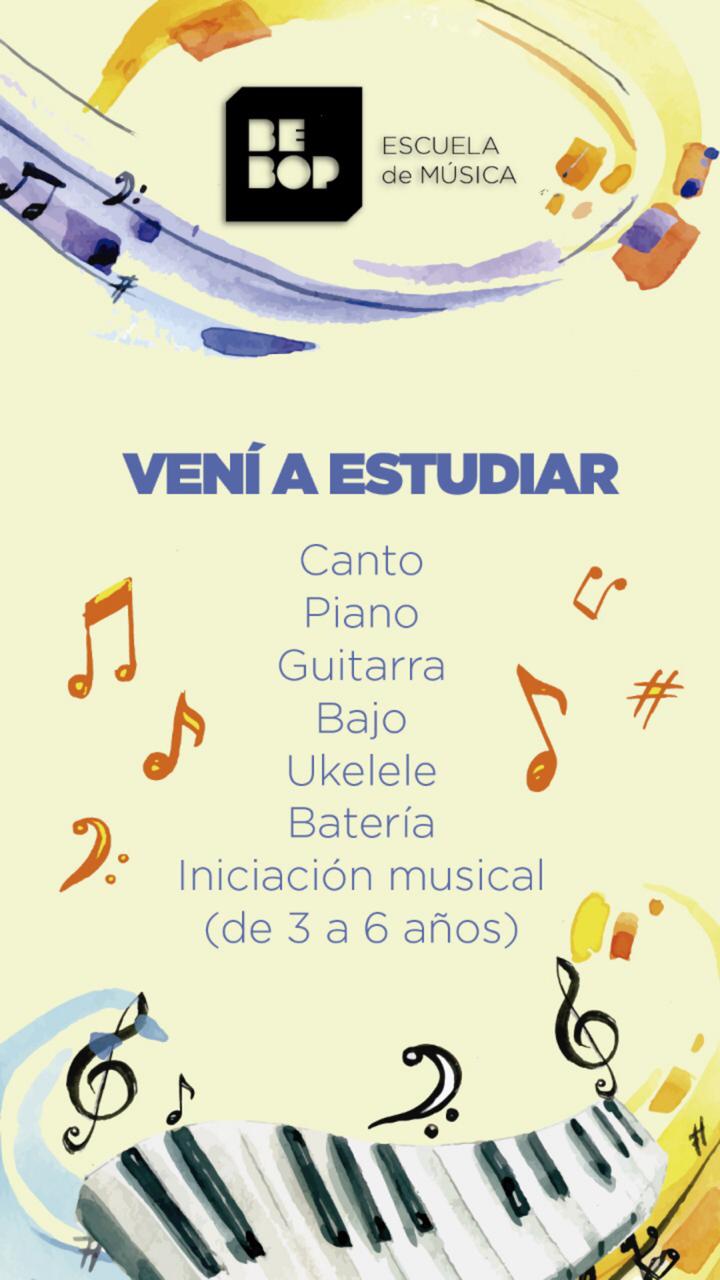 BE
BOP
ESCUELA
de MÚSICA
VENÍ A ESTUDIAR
Canto
Piano
Guitarra
Bajo
Ukelele
Batería
Iniciación musical
(de 3 a 6 años)